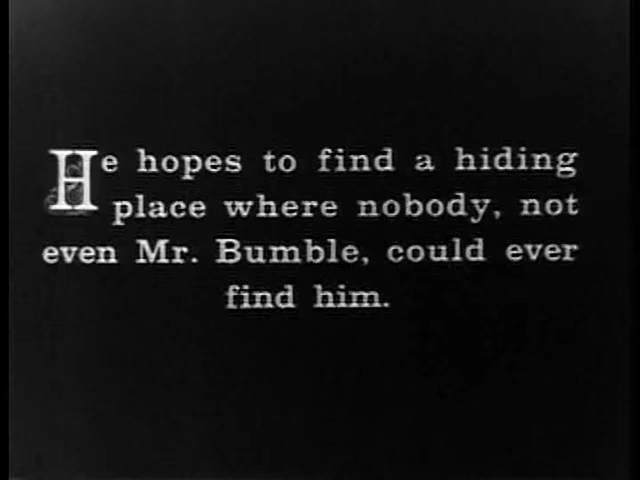 He hopes to find a hiding
place where nobody, not
even Mr. Bumble, could ever
find him.